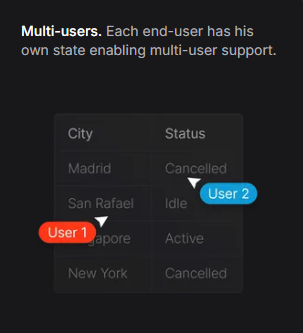 Multi-users. Each end-user has his
own state enabling multi-user support.
City Status
Madrid Cancelled
San Rafael Idle
User 2
User 1
Active
New York Cancelled